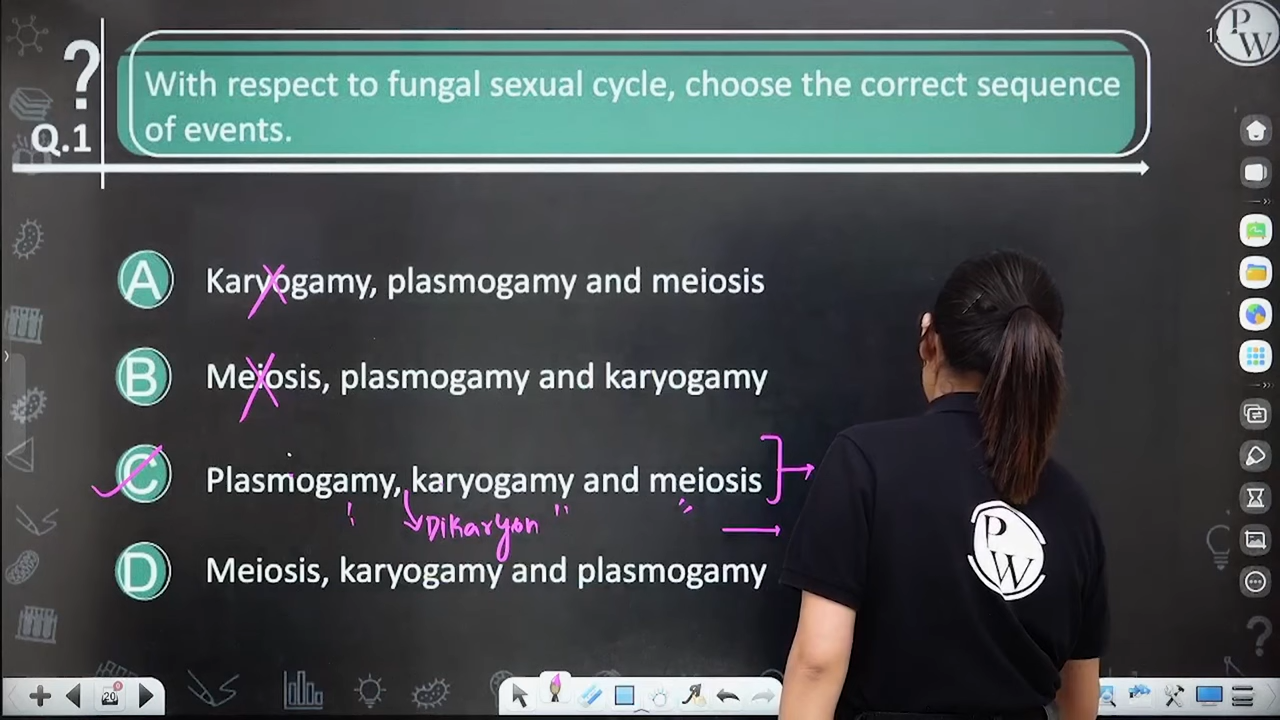 PW
?
Q.1
With respect to fungal sexual cycle, choose the correct sequence
of events.
A Karyogamy, plasmogamy and meiosis
B Meiosis, plasmogamy and karyogamy
C Plasmogamy, karyogamy and meiosis
Dikaryon
D Meiosis, karyogamy and plasmogamy
PW
20